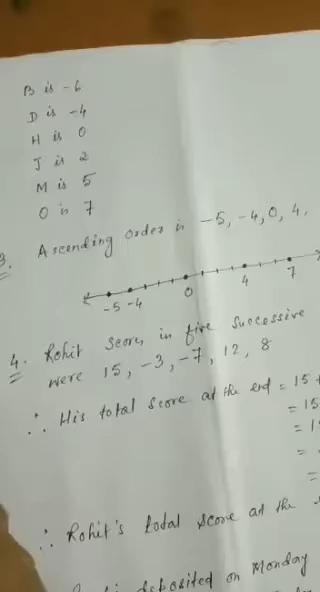 B is -6
D is -4
H is 0
J is 2
M is 5
O is 7
3. Ascending order is -5, -4, 0, 4,
-5 -4 0 4 7
4. Rohit scores in five successive
were 15, -3, -7, 12, 8
∴ His total score at the end = 15
= 15
= 1
=
=
∴ Rohit's total score at the
deposited on Monday